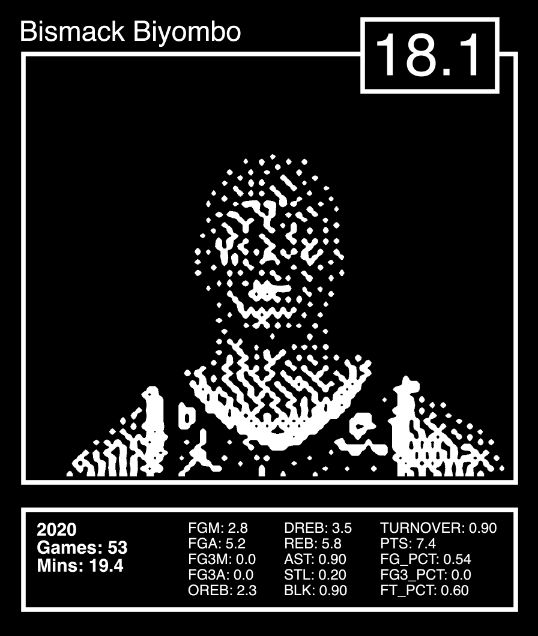 Bismack Biyombo
18.1
2020
Games: 53
Mins: 19.4
FGM: 2.8
FGA: 5.2
FG3M: 0.0
FG3A: 0.0
OREB: 2.3
DREB: 3.5
REB: 5.8
AST: 0.90
STL: 0.20
BLK: 0.90
TURNOVER: 0.90
PTS: 7.4
FG_PCT: 0.54
FG3_PCT: 0.0
FT_PCT: 0.60